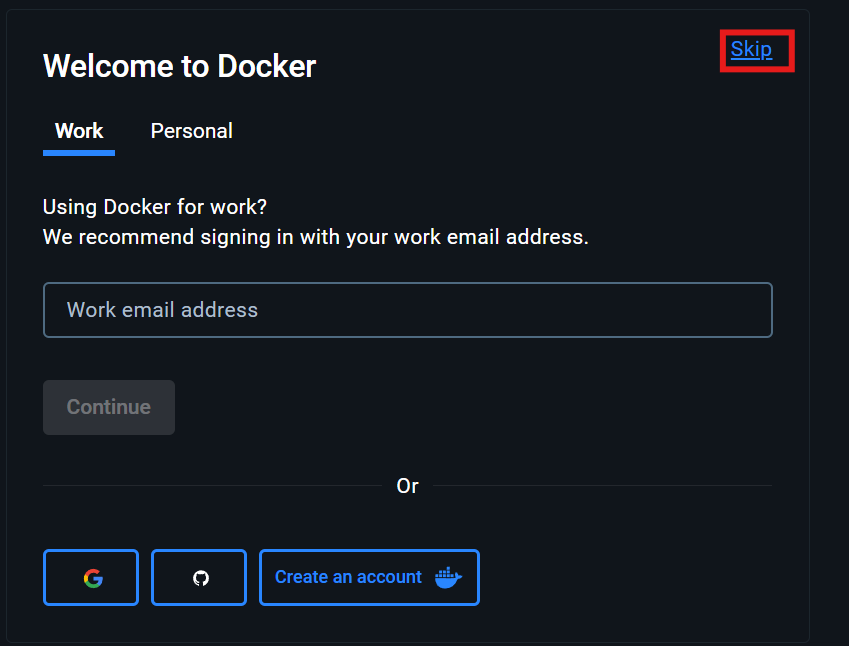 Skip
Welcome to Docker
Work Personal
Using Docker for work?
We recommend signing in with your work email address.
Work email address
Continue
Or
Create an account